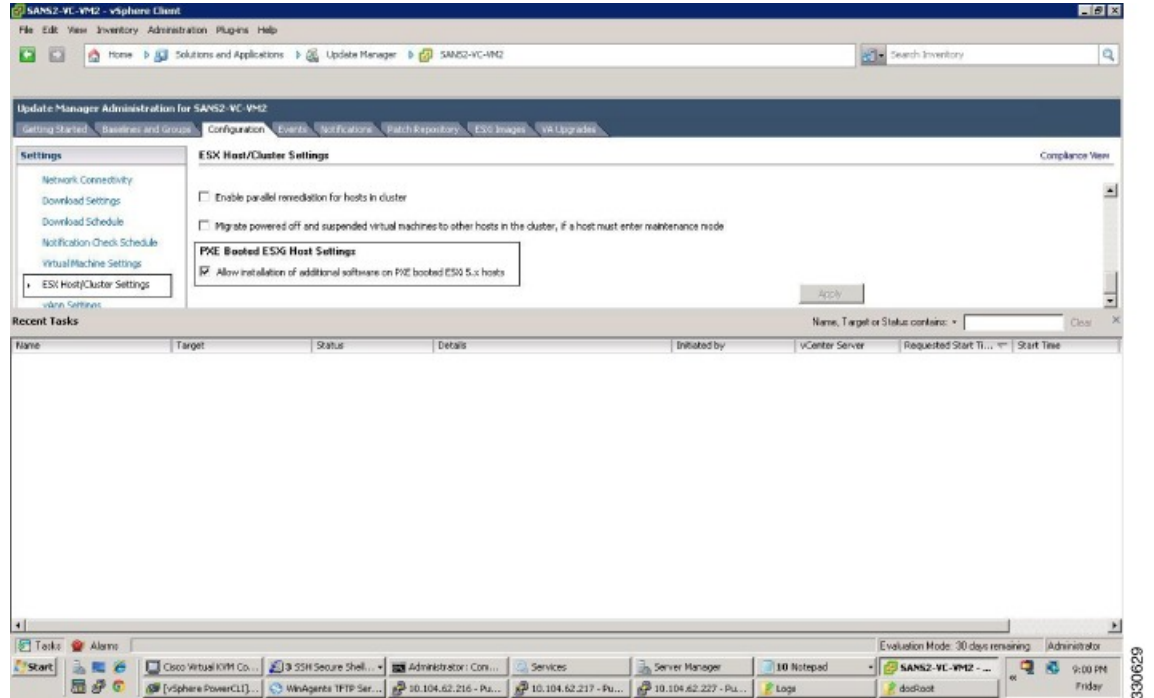 SANS2-VC-VM2 - vSphere Client
File Edit View Inventory Administration Plug-ins Help
Home Solutions and Applications Update Manager SANS2-VC-VM2 Search Inventory
Update Manager Administration for SANS2-VC-VM2
Getting Started Baselines and Groups Configuration Events Notifications Patch Repository ESXi Images VA Upgrades
Settings
Network Connectivity
Download Settings
Download Schedule
Notification Check Schedule
Virtual Machine Settings
ESX Host/Cluster Settings
vApp Settings
ESX Host/Cluster Settings Compliance View
Enable parallel remediation for hosts in cluster
Migrate powered off and suspended virtual machines to other hosts in the cluster, if a host must enter maintenance mode
PXE Booted ESXi Host Settings
Allow installation of additional software on PXE booted ESXi 5.x hosts
Apply
Recent Tasks Name, Target or Status contains: Clear
Name Target Status Details Initiated by vCenter Server Requested Start Ti... Start Time
Tasks Alarms Evaluation Mode: 30 days remaining Administrator
Start Cisco Virtual KVM Co... 3 SSH Secure Shell... Administrator: Com... Services Server Manager 10 Notepad SANS2-VC-VM2 - ... 9:00 PM
[vSphere PowerCLI]... WinAgents TFTP Ser... 10.104.62.216 - Pu... 10.104.62.217 - Pu... 10.104.62.227 - Pu... Logs docRoot Friday
330629